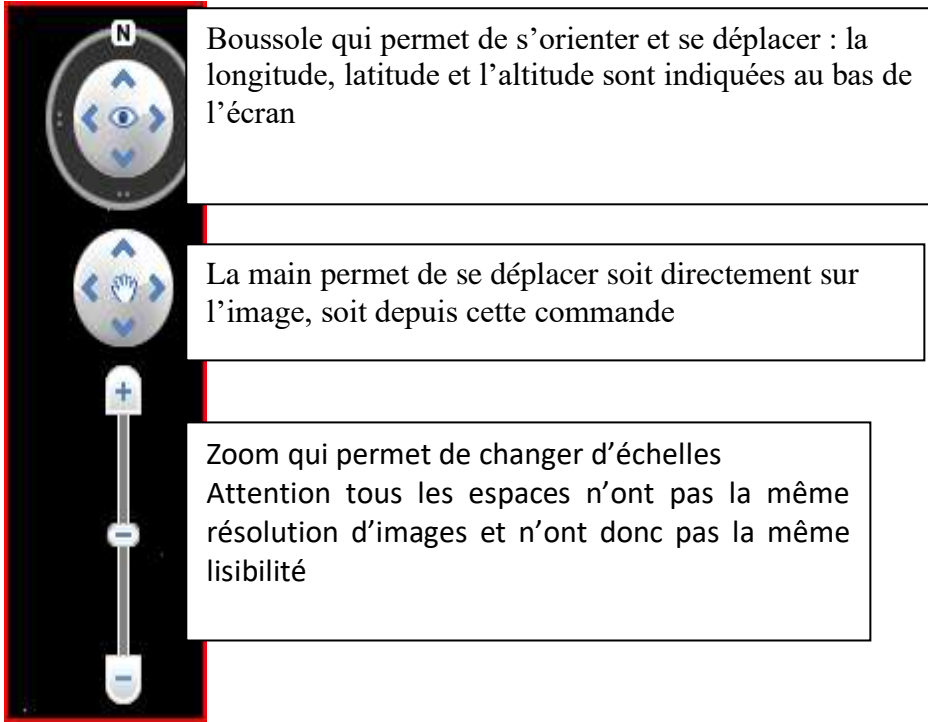 N
Boussole qui permet de s’orienter et se déplacer : la
longitude, latitude et l’altitude sont indiquées au bas de
l’écran
La main permet de se déplacer soit directement sur
l’image, soit depuis cette commande
+
Zoom qui permet de changer d’échelles
Attention tous les espaces n’ont pas la même
résolution d’images et n’ont donc pas la même
lisibilité
−
−